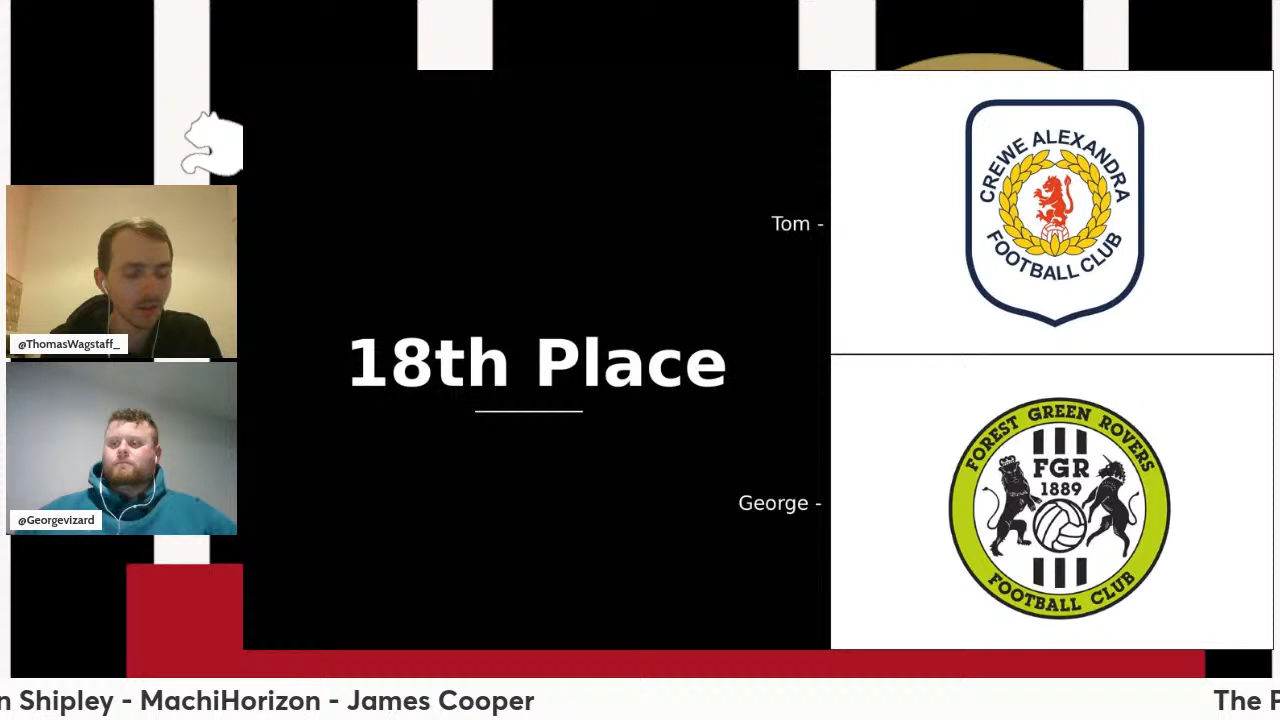 CREWE ALEXANDRA
FOOTBALL CLUB
Tom -
@ThomasWagstaff_
18th Place
FOREST GREEN ROVERS
FGR
1889
FOOTBALL CLUB
George -
@Georgevizard
n Shipley - MachiHorizon - James Cooper
The P